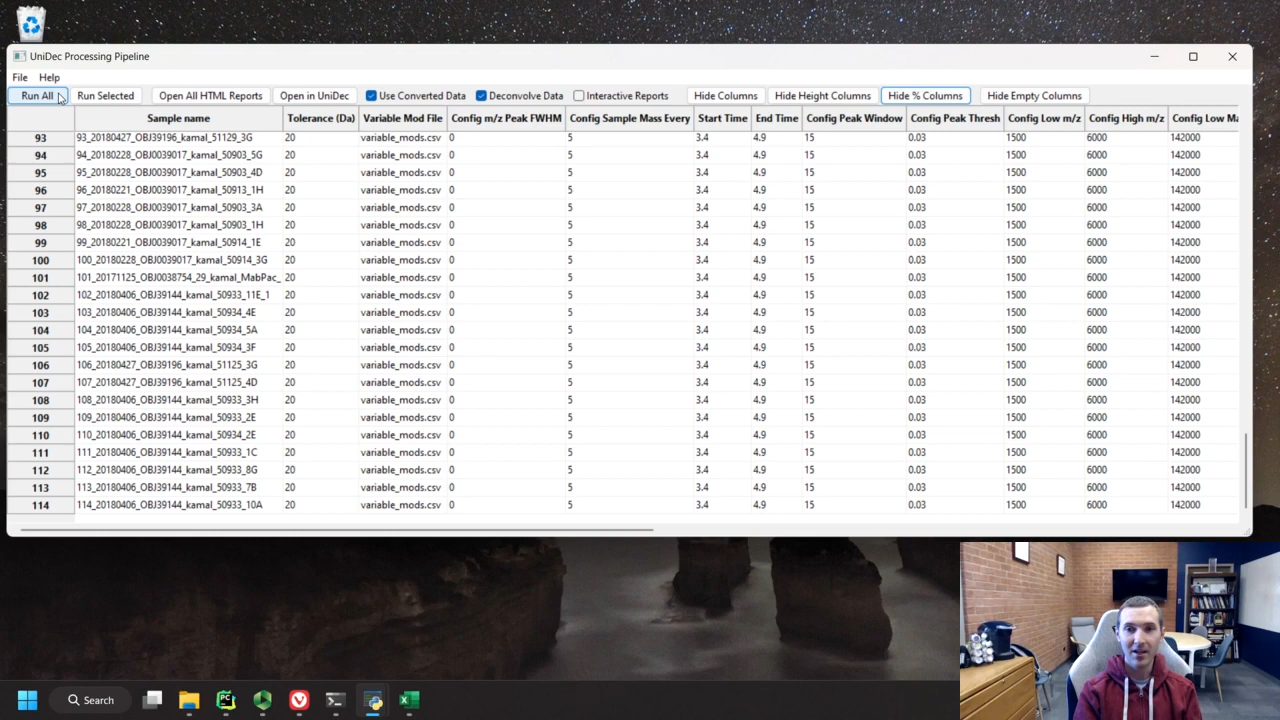 UniDec Processing Pipeline
File Help
Run All Run Selected Open All HTML Reports Open in UniDec Use Converted Data Deconvolve Data Interactive Reports Hide Columns Hide Height Columns Hide % Columns Hide Empty Columns
Sample name Tolerance (Da) Variable Mod File Config m/z Peak FWHM Config Sample Mass Every Start Time End Time Config Peak Window Config Peak Thresh Config Low m/z Config High m/z Config Low Ma
93 93_20180427_OBJ39196_kamal_51129_3G 20 variable_mods.csv 0 5 3.4 4.9 15 0.03 1500 6000 142000
94 94_20180228_OBJ0039017_kamal_50903_5G 20 variable_mods.csv 0 5 3.4 4.9 15 0.03 1500 6000 142000
95 95_20180228_OBJ0039017_kamal_50903_4D 20 variable_mods.csv 0 5 3.4 4.9 15 0.03 1500 6000 142000
96 96_20180221_OBJ0039017_kamal_50913_1H 20 variable_mods.csv 0 5 3.4 4.9 15 0.03 1500 6000 142000
97 97_20180228_OBJ0039017_kamal_50903_3A 20 variable_mods.csv 0 5 3.4 4.9 15 0.03 1500 6000 142000
98 98_20180228_OBJ0039017_kamal_50903_1H 20 variable_mods.csv 0 5 3.4 4.9 15 0.03 1500 6000 142000
99 99_20180221_OBJ0039017_kamal_50914_1E 20 variable_mods.csv 0 5 3.4 4.9 15 0.03 1500 6000 142000
100 100_20180228_OBJ0039017_kamal_50914_3G 20 variable_mods.csv 0 5 3.4 4.9 15 0.03 1500 6000 142000
101 101_20171125_OBJ0038754_29_kamal_MabPac_ 20 variable_mods.csv 0 5 3.4 4.9 15 0.03 1500 6000 142000
102 102_20180406_OBJ39144_kamal_50933_11E_1 20 variable_mods.csv 0 5 3.4 4.9 15 0.03 1500 6000 142000
103 103_20180406_OBJ39144_kamal_50934_4E 20 variable_mods.csv 0 5 3.4 4.9 15 0.03 1500 6000 142000
104 104_20180406_OBJ39144_kamal_50934_5A 20 variable_mods.csv 0 5 3.4 4.9 15 0.03 1500 6000 142000
105 105_20180406_OBJ39144_kamal_50934_3F 20 variable_mods.csv 0 5 3.4 4.9 15 0.03 1500 6000 142000
106 106_20180427_OBJ39196_kamal_51125_3G 20 variable_mods.csv 0 5 3.4 4.9 15 0.03 1500 6000 142000
107 107_20180427_OBJ39196_kamal_51125_4D 20 variable_mods.csv 0 5 3.4 4.9 15 0.03 1500 6000 142000
108 108_20180406_OBJ39144_kamal_50933_3H 20 variable_mods.csv 0 5 3.4 4.9 15 0.03 1500 6000 142000
109 109_20180406_OBJ39144_kamal_50933_2E 20 variable_mods.csv 0 5 3.4 4.9 15 0.03 1500 6000 142000
110 110_20180406_OBJ39144_kamal_50934_2E 20 variable_mods.csv 0 5 3.4 4.9 15 0.03 1500 6000 142000
111 111_20180406_OBJ39144_kamal_50933_1C 20 variable_mods.csv 0 5 3.4 4.9 15 0.03 1500 6000 142000
112 112_20180406_OBJ39144_kamal_50933_8G 20 variable_mods.csv 0 5 3.4 4.9 15 0.03 1500 6000 142000
113 113_20180406_OBJ39144_kamal_50933_7B 20 variable_mods.csv 0 5 3.4 4.9 15 0.03 1500 6000 142000
114 114_20180406_OBJ39144_kamal_50933_10A 20 variable_mods.csv 0 5 3.4 4.9 15 0.03 1500 6000 142000
Search